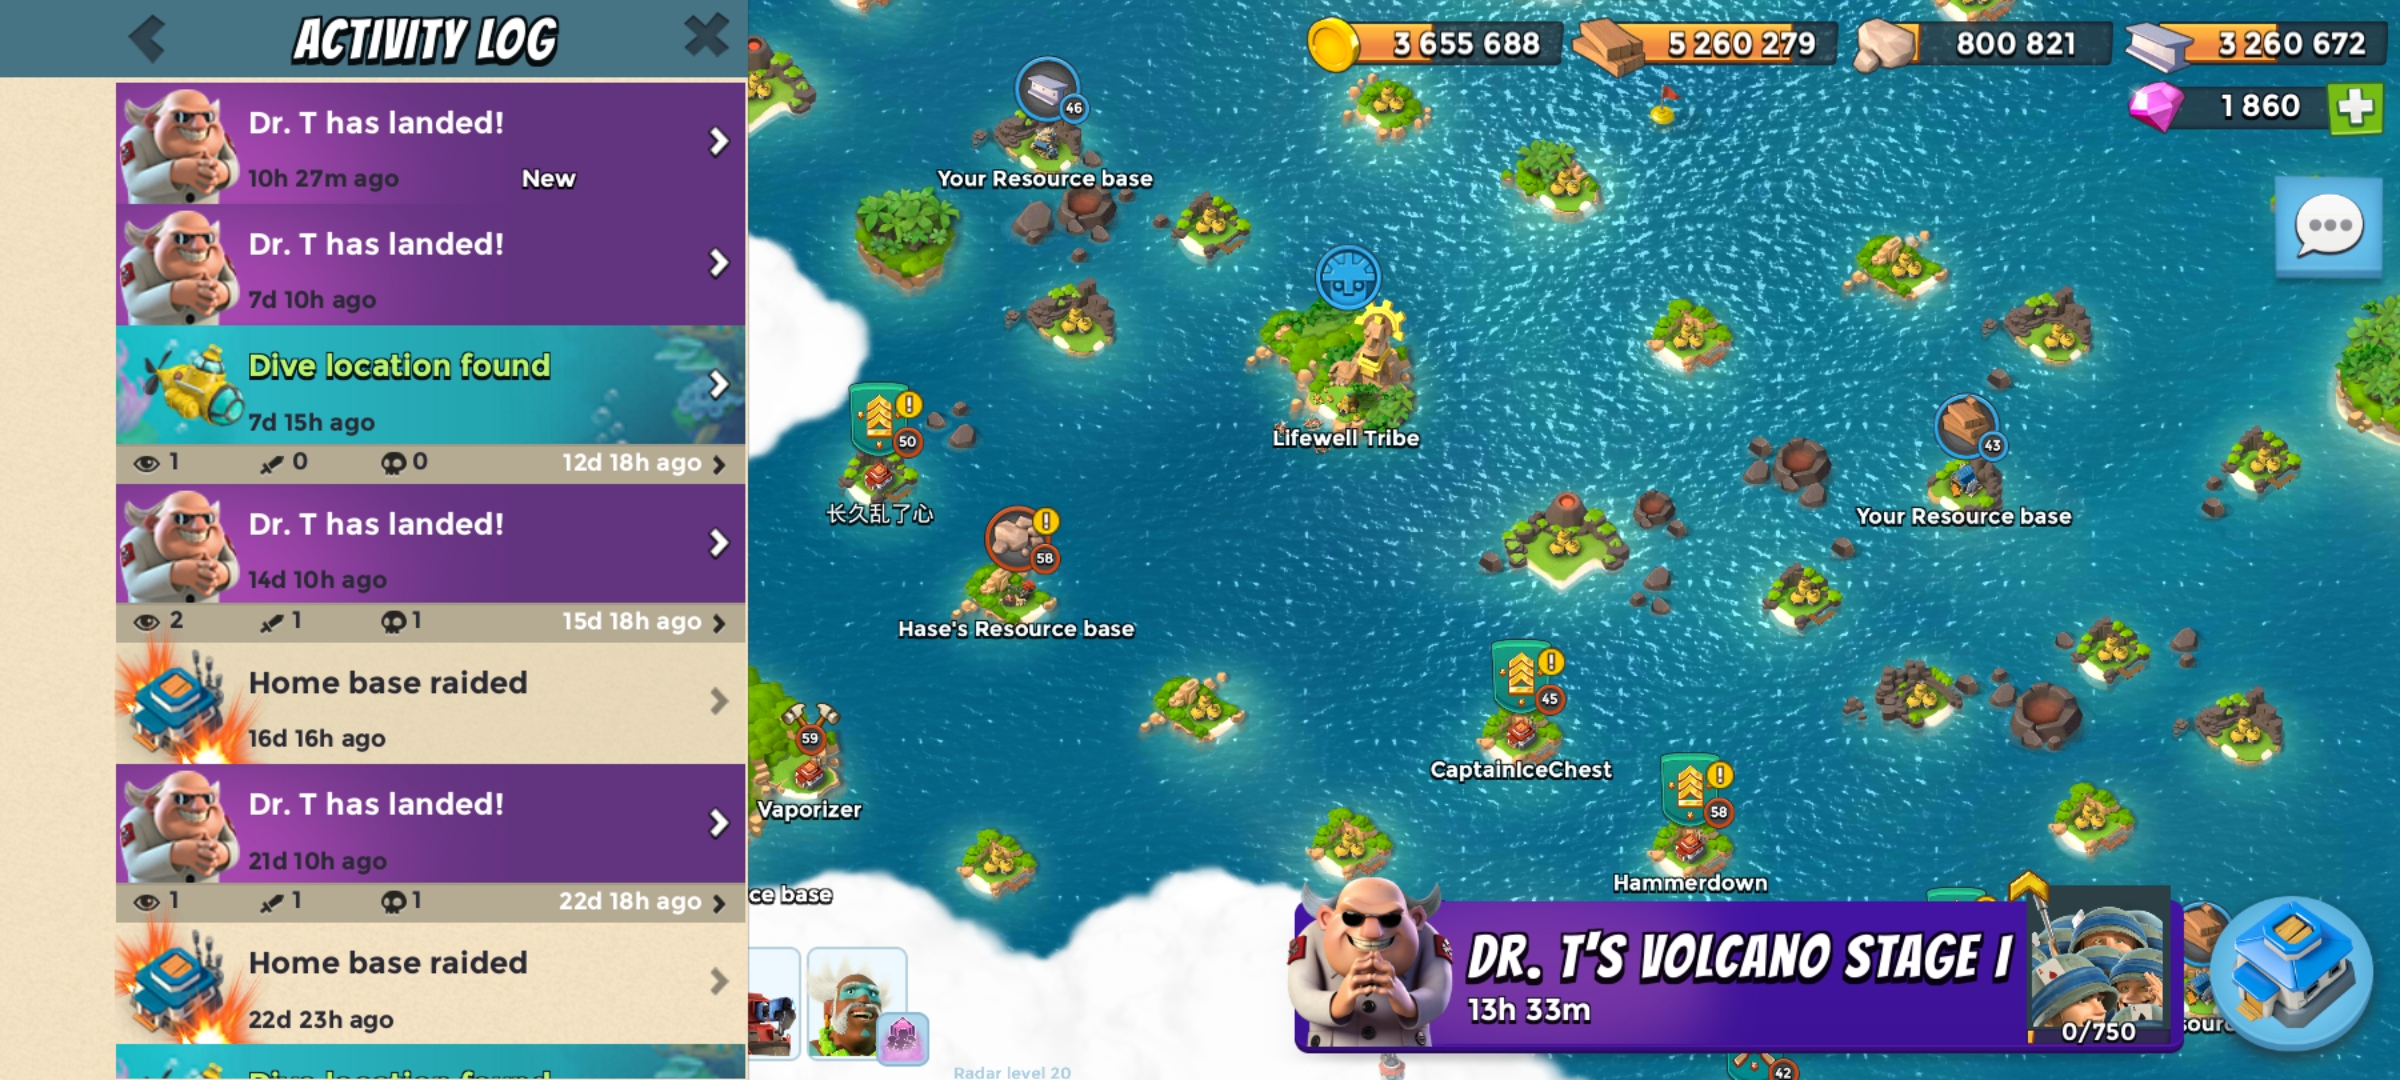 ACTIVITY LOG
Dr. T has landed!
10h 27m ago
New
Dr. T has landed!
7d 10h ago
Dive location found
7d 15h ago
1 0 0 12d 18h ago
Dr. T has landed!
14d 10h ago
2 1 1 15d 18h ago
Home base raided
16d 16h ago
Dr. T has landed!
21d 10h ago
1 1 1 22d 18h ago
Home base raided
22d 23h ago
Dive location found
3 655 688
5 260 279
800 821
3 260 672
1 860
46
Your Resource base
Lifewell Tribe
50
长久乱了心
58
Hase's Resource base
43
Your Resource base
45
CaptainIceChest
59
Vaporizer
58
Hammerdown
ce base
DR. T'S VOLCANO STAGE I
13h 33m
0/750
sourc
Radar level 20
42